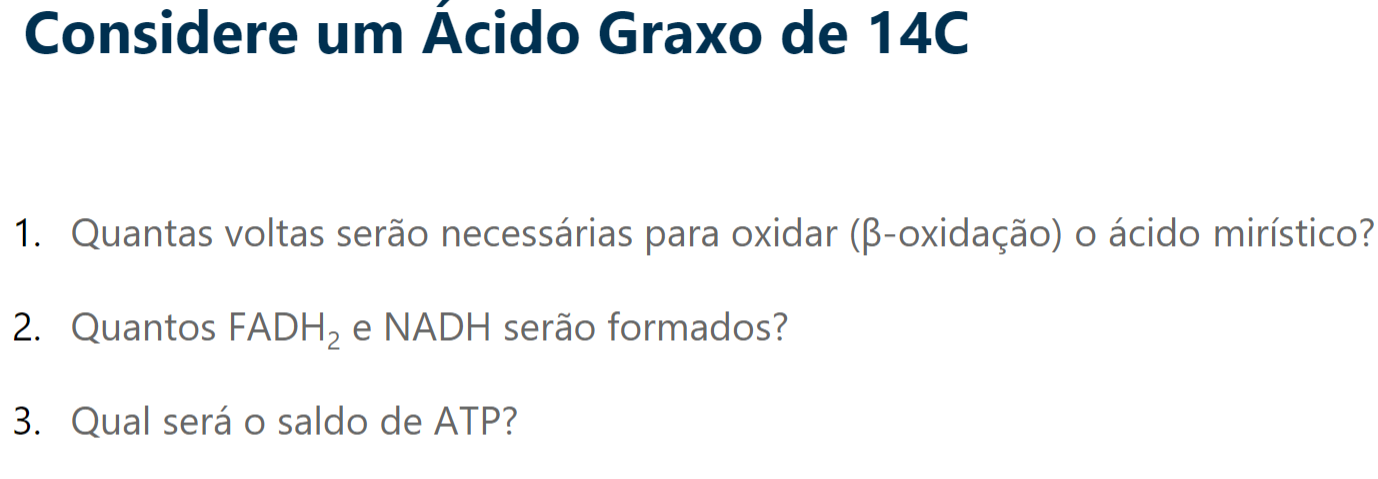 Considere um Ácido Graxo de 14C
1. Quantas voltas serão necessárias para oxidar (β-oxidação) o ácido mirístico?
2. Quantos FADH₂ e NADH serão formados?
3. Qual será o saldo de ATP?